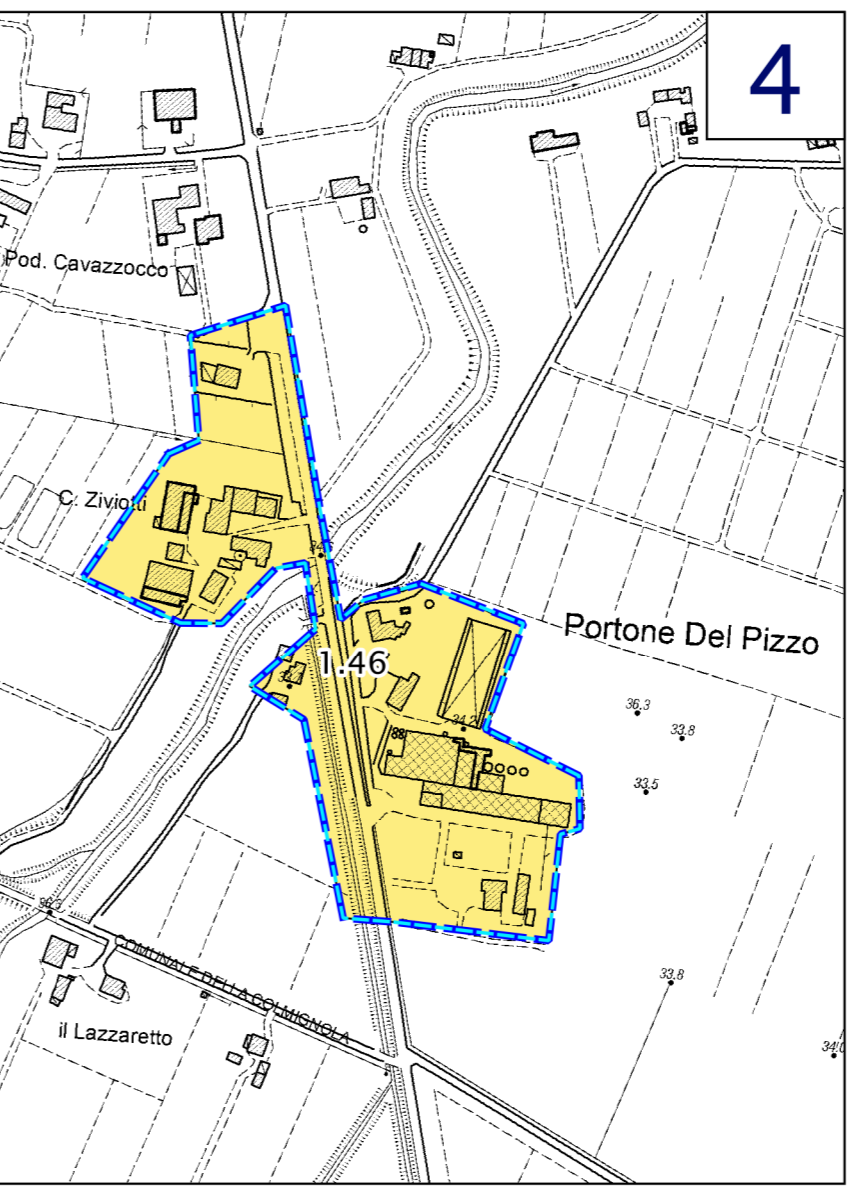 4
Pod. Cavazzocco
C. Ziviotti
Portone Del Pizzo
1.46
36.3
33.8
34.2
33.5
COMUNALE DELLA COLMIGNOLA
33.8
il Lazzaretto